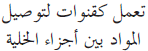 تعمل كقنوات لتوصيل
المواد بين أجزاء الخلية